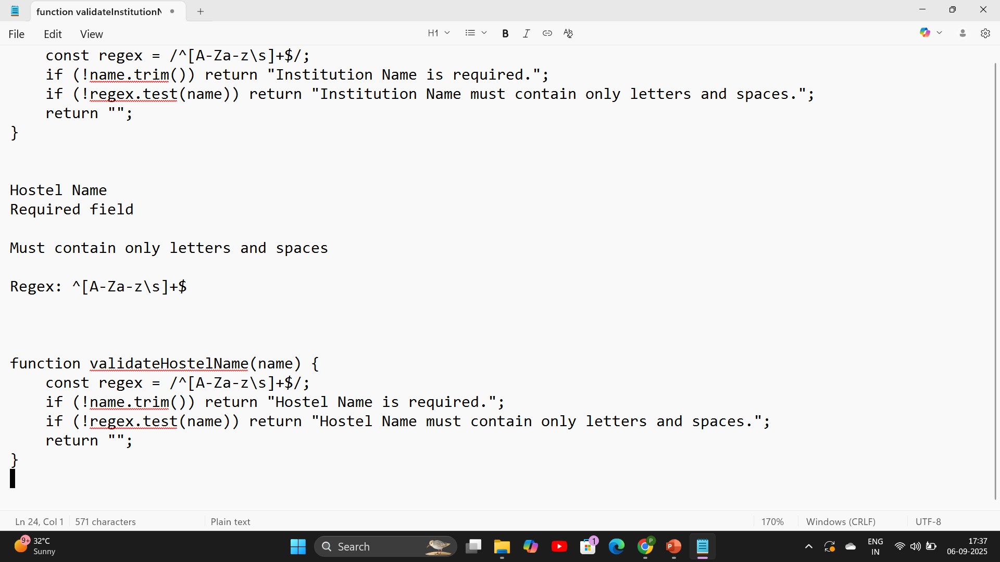 function validateInstitutionN
File Edit View H1
    const regex = /^[A-Za-z\s]+$/;
    if (!name.trim()) return "Institution Name is required.";
    if (!regex.test(name)) return "Institution Name must contain only letters and spaces.";
    return "";
}
Hostel Name
Required field
Must contain only letters and spaces
Regex: ^[A-Za-z\s]+$
function validateHostelName(name) {
    const regex = /^[A-Za-z\s]+$/;
    if (!name.trim()) return "Hostel Name is required.";
    if (!regex.test(name)) return "Hostel Name must contain only letters and spaces.";
    return "";
}
Ln 24, Col 1 571 characters Plain text 170% Windows (CRLF) UTF-8
9+ 32°C
Sunny
Search
1
P
P
ENG
IN
17:37
06-09-2025